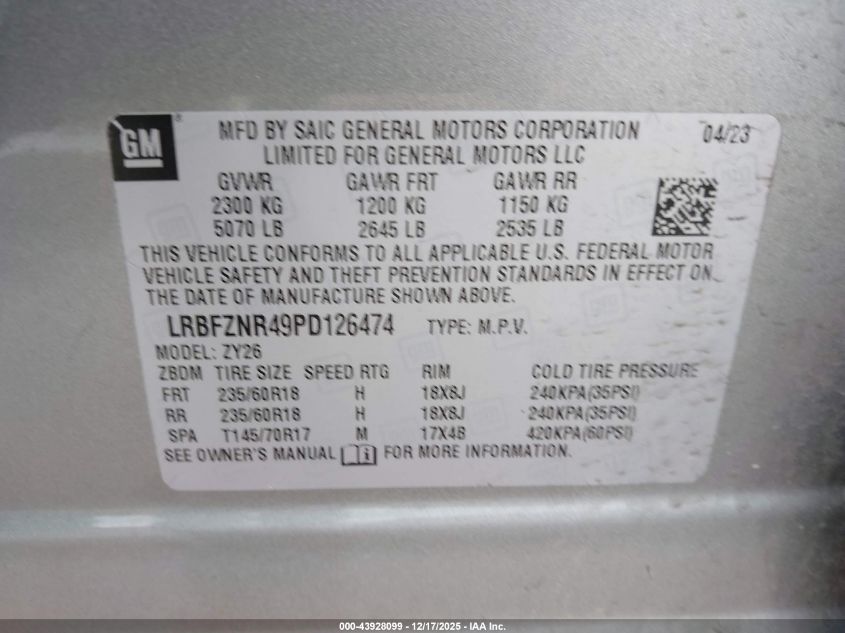 GM ®
MFD BY SAIC GENERAL MOTORS CORPORATION 04/23
LIMITED FOR GENERAL MOTORS LLC
GVWR GAWR FRT GAWR RR
2300 KG 1200 KG 1150 KG
5070 LB 2645 LB 2535 LB
THIS VEHICLE CONFORMS TO ALL APPLICABLE U.S. FEDERAL MOTOR
VEHICLE SAFETY AND THEFT PREVENTION STANDARDS IN EFFECT ON
THE DATE OF MANUFACTURE SHOWN ABOVE.
LRBFZNR49PD126474 TYPE: M.P.V.
MODEL: ZY26
ZBDM TIRE SIZE SPEED RTG RIM COLD TIRE PRESSURE
FRT 235/60R18 H 18X8J 240KPA(35PSI)
RR 235/60R18 H 18X8J 240KPA(35PSI)
SPA T145/70R17 M 17X4B 420KPA(60PSI)
SEE OWNER'S MANUAL i FOR MORE INFORMATION.
000-43928099 - 12/17/2025 - IAA Inc.